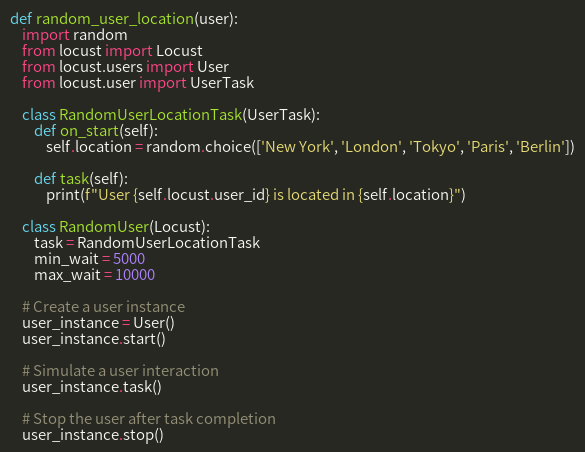 def random_user_location(user):
    import random
    from locust import Locust
    from locust.users import User
    from locust.user import UserTask

    class RandomUserLocationTask(UserTask):
        def on_start(self):
            self.location = random.choice(['New York', 'London', 'Tokyo', 'Paris', 'Berlin'])

        def task(self):
            print(f"User {self.locust.user_id} is located in {self.location}")

    class RandomUser(Locust):
        task = RandomUserLocationTask
        min_wait = 5000
        max_wait = 10000

    # Create a user instance
    user_instance = User()
    user_instance.start()

    # Simulate a user interaction
    user_instance.task()

    # Stop the user after task completion
    user_instance.stop()